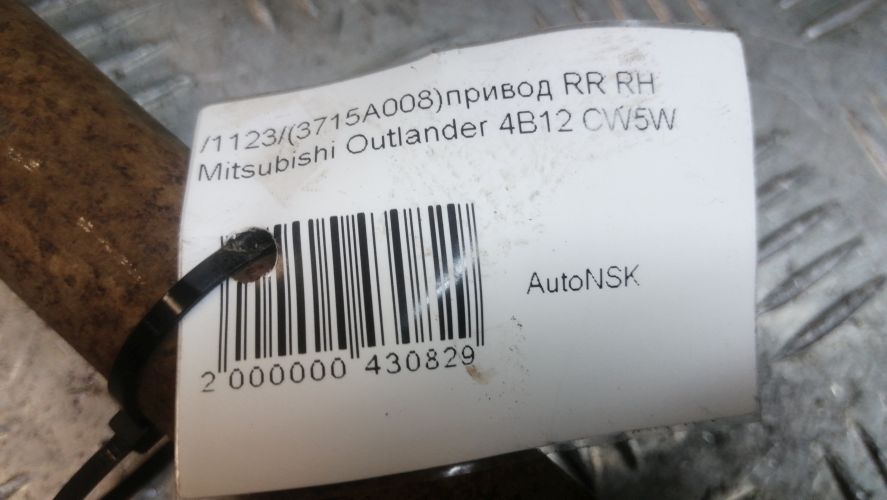 /1123/(3715A008)привод RR RH
Mitsubishi Outlander 4B12 CW5W
AutoNSK
2 000000 430829